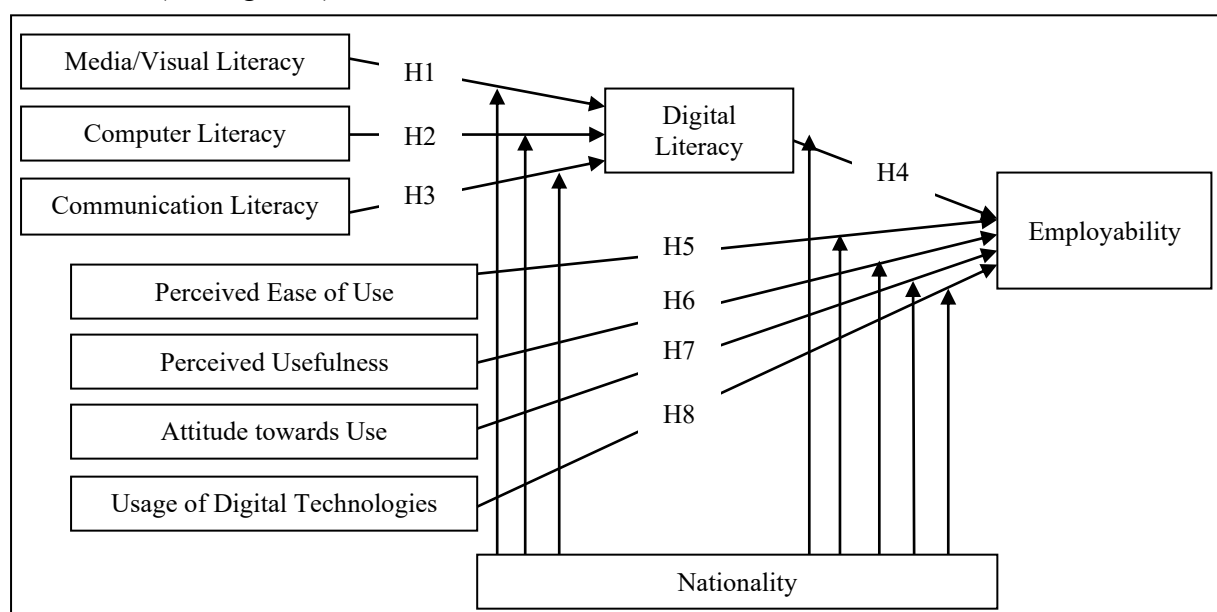 Media/Visual Literacy
H1
Computer Literacy
H2
Digital
Literacy
Communication Literacy
H3
H4
Employability
H5
Perceived Ease of Use
H6
Perceived Usefulness
H7
Attitude towards Use
H8
Usage of Digital Technologies
Nationality